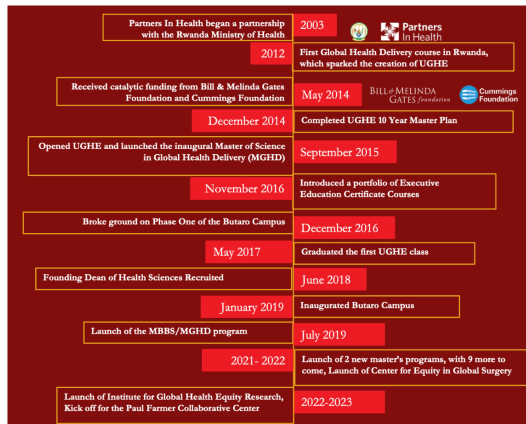 Partners In Health began a partnership
with the Rwanda Ministry of Health
2003
Partners
In Health
2012
First Global Health Delivery course in Rwanda,
which sparked the creation of UGHE
Received catalytic funding from Bill & Melinda Gates
Foundation and Cummings Foundation
May 2014
BILL & MELINDA
GATES foundation
Cummings
Foundation
December 2014
Completed UGHE 10 Year Master Plan
Opened UGHE and launched the inaugural Master of Science
in Global Health Delivery (MGHD)
September 2015
November 2016
Introduced a portfolio of Executive
Education Certificate Courses
Broke ground on Phase One of the Butaro Campus
December 2016
May 2017
Graduated the first UGHE class
Founding Dean of Health Sciences Recruited
June 2018
January 2019
Inaugurated Butaro Campus
Launch of the MBBS/MGHD program
July 2019
2021- 2022
Launch of 2 new master's programs, with 9 more to
come, Launch of Center for Equity in Global Surgery
Launch of Institute for Global Health Equity Research,
Kick off for the Paul Farmer Collaborative Center
2022-2023